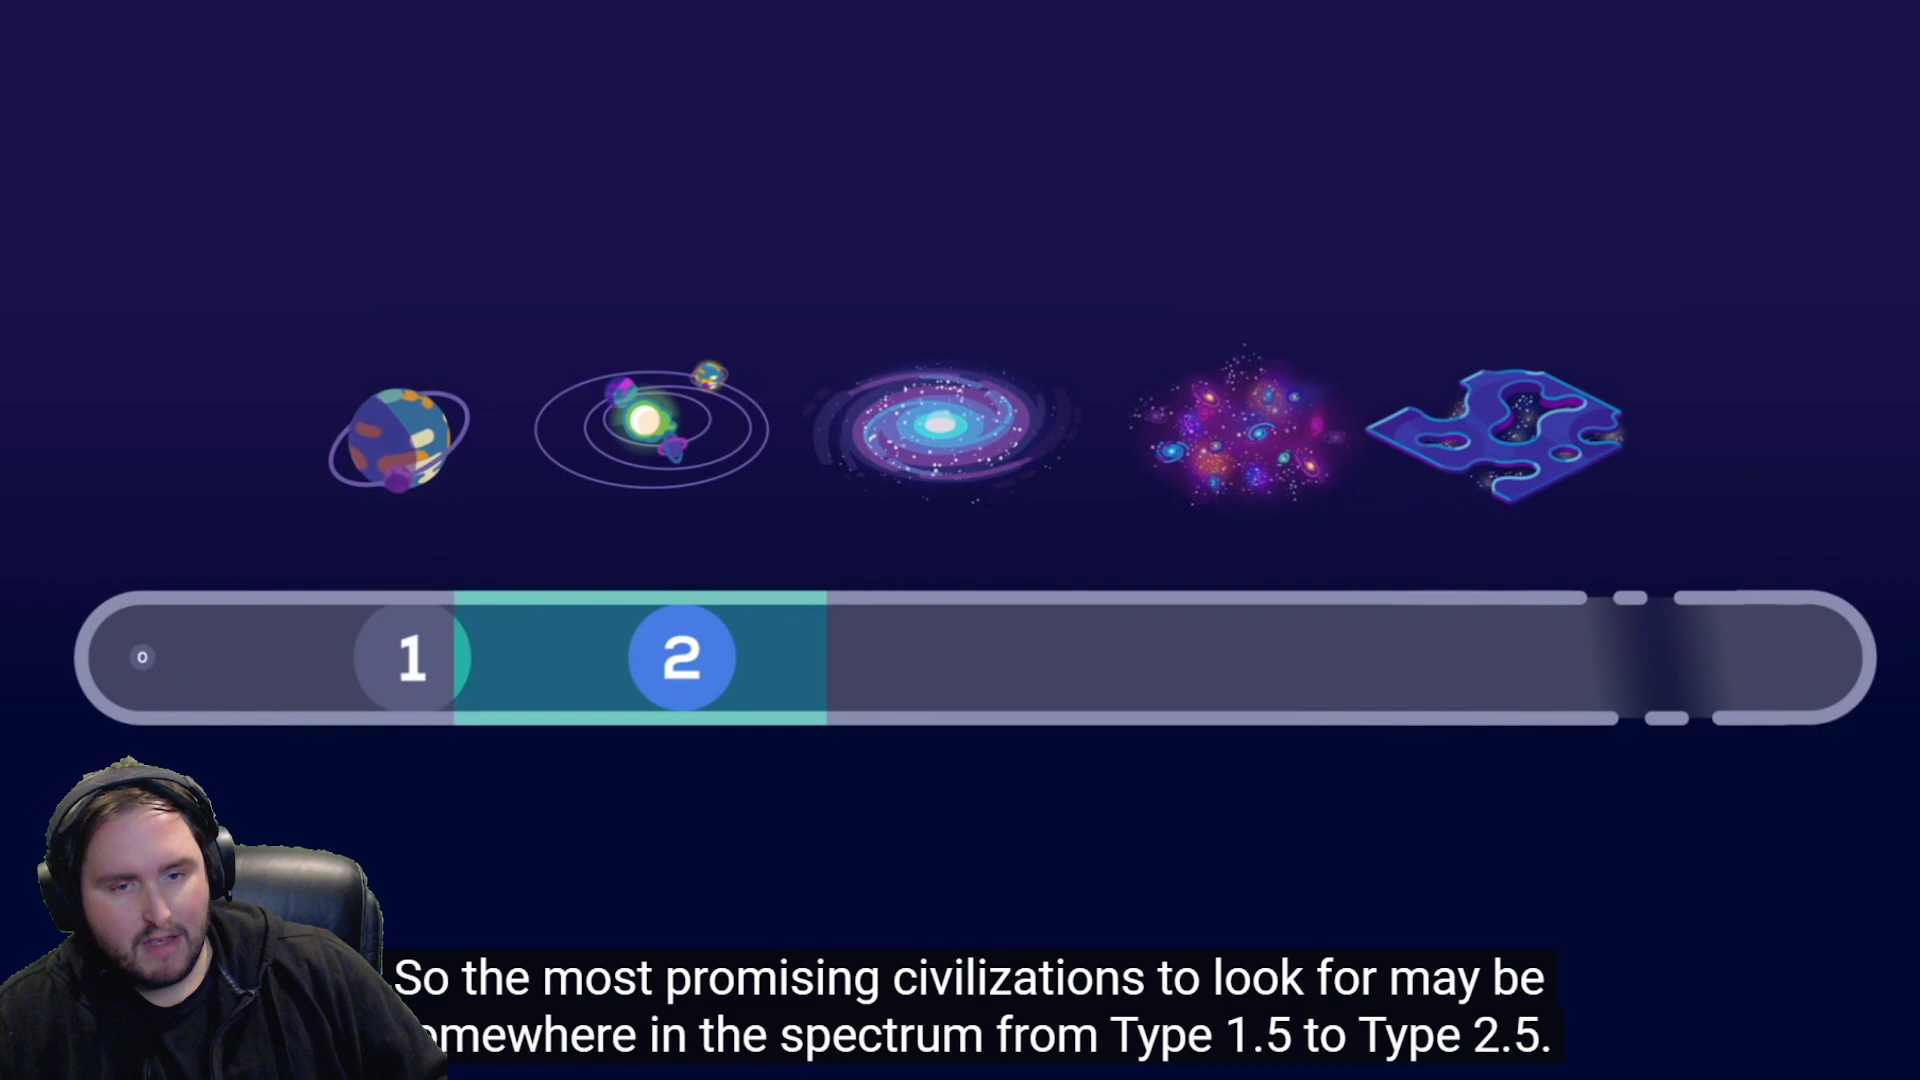 0 1 2
So the most promising civilizations to look for may be
omewhere in the spectrum from Type 1.5 to Type 2.5.